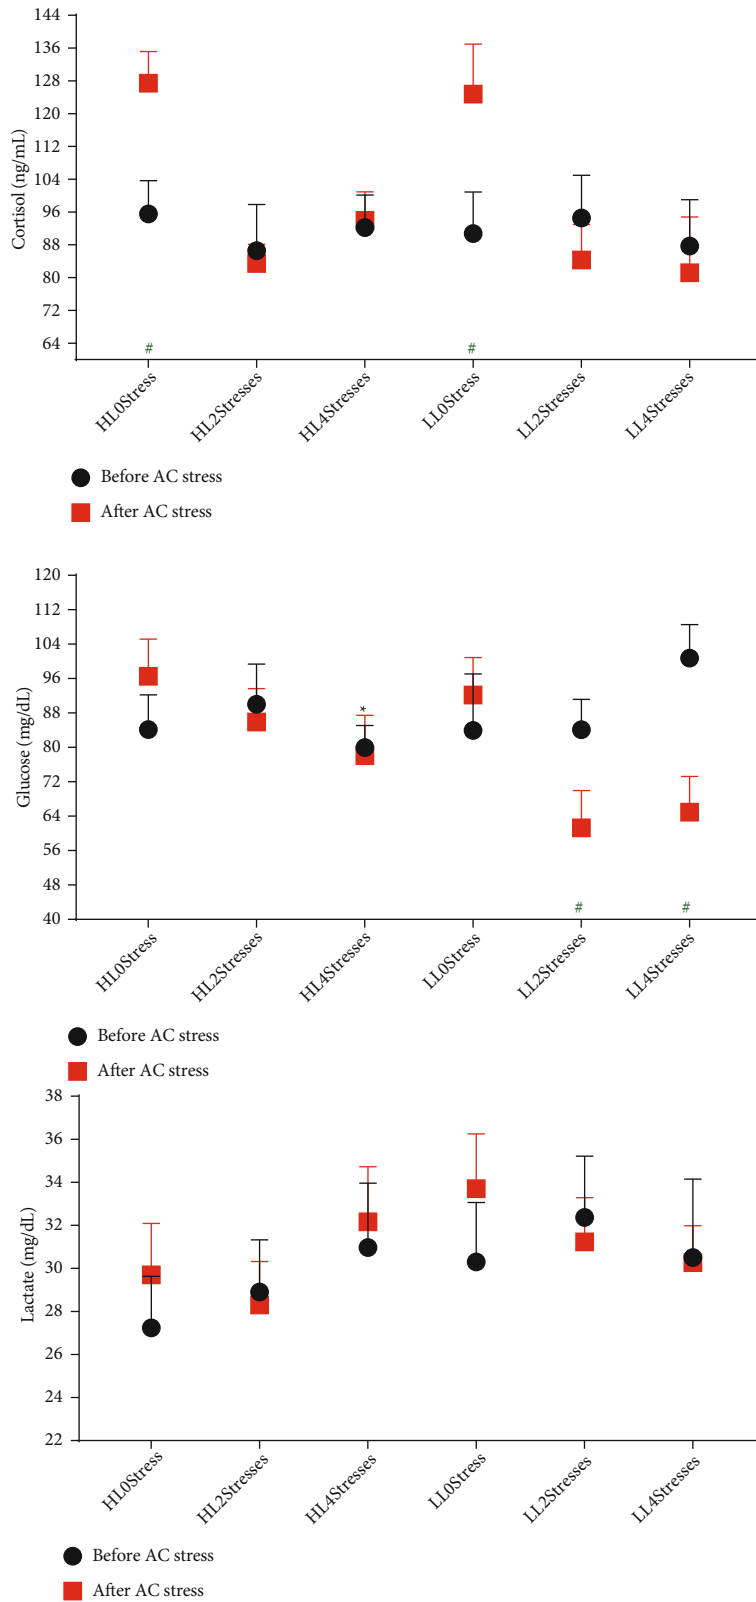 144
136
128
120
112
104
96
88
80
72
64
Cortisol (ng/mL)
# #
HL0Stress HL2Stresses HL4Stresses LL0Stress LL2Stresses LL4Stresses
Before AC stress
After AC stress
120
112
104
96
88
80
72
64
56
48
40
Glucose (mg/dL)
*
# #
HL0Stress HL2Stresses HL4Stresses LL0Stress LL2Stresses LL4Stresses
Before AC stress
After AC stress
38
36
34
32
30
28
26
24
22
Lactate (mg/dL)
HL0Stress HL2Stresses HL4Stresses LL0Stress LL2Stresses LL4Stresses
Before AC stress
After AC stress